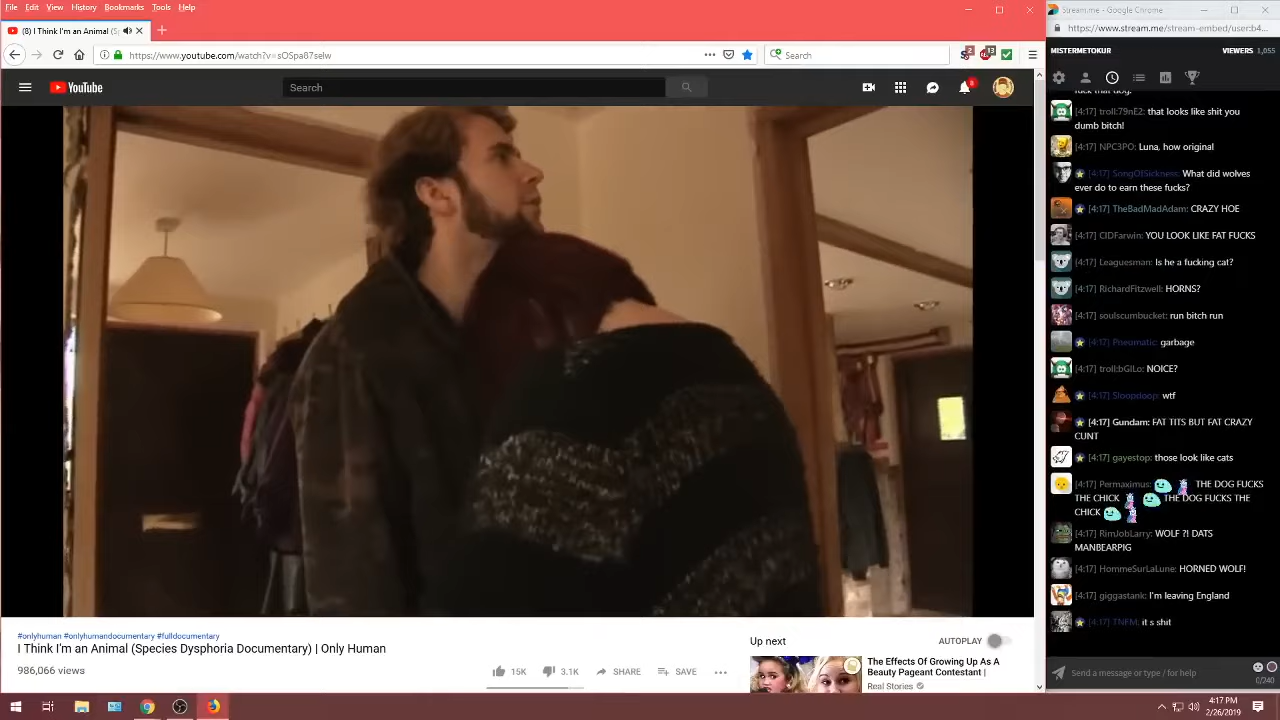 File Edit View History Bookmarks Tools Help
(8) I Think I'm an Animal (S
https://www.youtube.com/watch?v=sOSpa87selw
Search
2
13
YouTube
Search
8
#onlyhuman #onlyhumandocumentary #fulldocumentary
I Think I'm an Animal (Species Dysphoria Documentary) | Only Human
986,066 views
15K
3.1K
SHARE
SAVE
Up next
AUTOPLAY
The Effects Of Growing Up As A
Beauty Pageant Contestant |
Real Stories
Stream.me - ... - Google Chrome
https://www.stream.me/stream-embed/user:b4...
MISTERMETOKUR
VIEWERS 1,055
fuck that dog.
[4:17] troll:79nE2: that looks like shit you
dumb bitch!
[4:17] NPC3PO: Luna, how original
[4:17] SongOfSickness: What did wolves
ever do to earn these fucks?
[4:17] TheBadMadAdam: CRAZY HOE
[4:17] CIDFarwin: YOU LOOK LIKE FAT FUCKS
[4:17] Leaguesman: Is he a fucking cat?
[4:17] RichardFitzwell: HORNS?
[4:17] soulscumbucket: run bitch run
[4:17] Pneumatic: garbage
[4:17] troll:bGlLo: NOICE?
[4:17] Sloopdoop: wtf
[4:17] Gundam: FAT TITS BUT FAT CRAZY
CUNT
[4:17] gayestop: those look like cats
[4:17] Permaximus: THE DOG FUCKS
THE CHICK THE DOG FUCKS THE
CHICK
[4:17] RimJobLarry: WOLF ?! DATS
MANBEARPIG
[4:17] HommeSurLaLune: HORNED WOLF!
[4:17] giggastank: I'm leaving England
[4:17] TNFM: it s shit
Send a message or type / for help
0/240
4:17 PM
2/26/2019